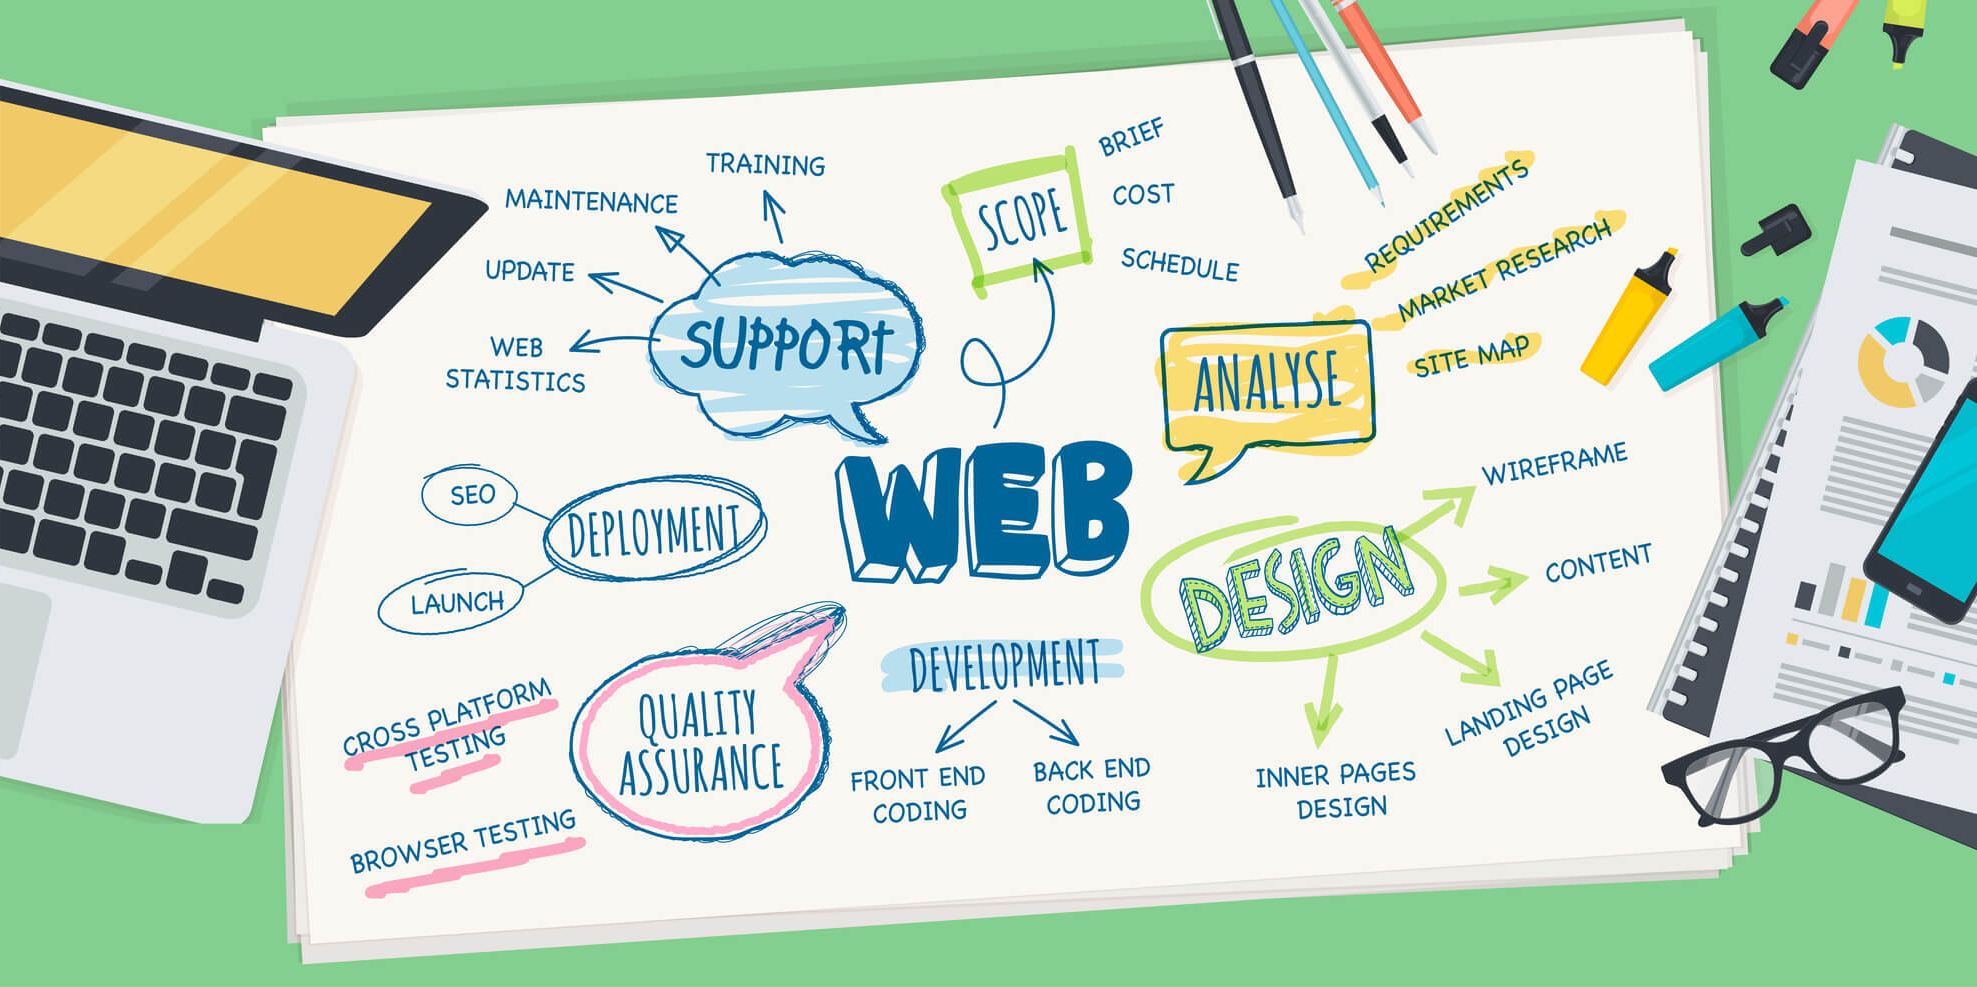 TRAINING
MAINTENANCE
UPDATE
WEB
STATISTICS
SUPPORT
SCOPE
BRIEF
COST
SCHEDULE
REQUIREMENTS
MARKET RESEARCH
SITE MAP
ANALYSE
WEB
SEO
DEPLOYMENT
LAUNCH
DESIGN
WIREFRAME
CONTENT
LANDING PAGE
DESIGN
INNER PAGES
DESIGN
DEVELOPMENT
FRONT END
CODING
BACK END
CODING
QUALITY
ASSURANCE
CROSS PLATFORM
TESTING
BROWSER TESTING